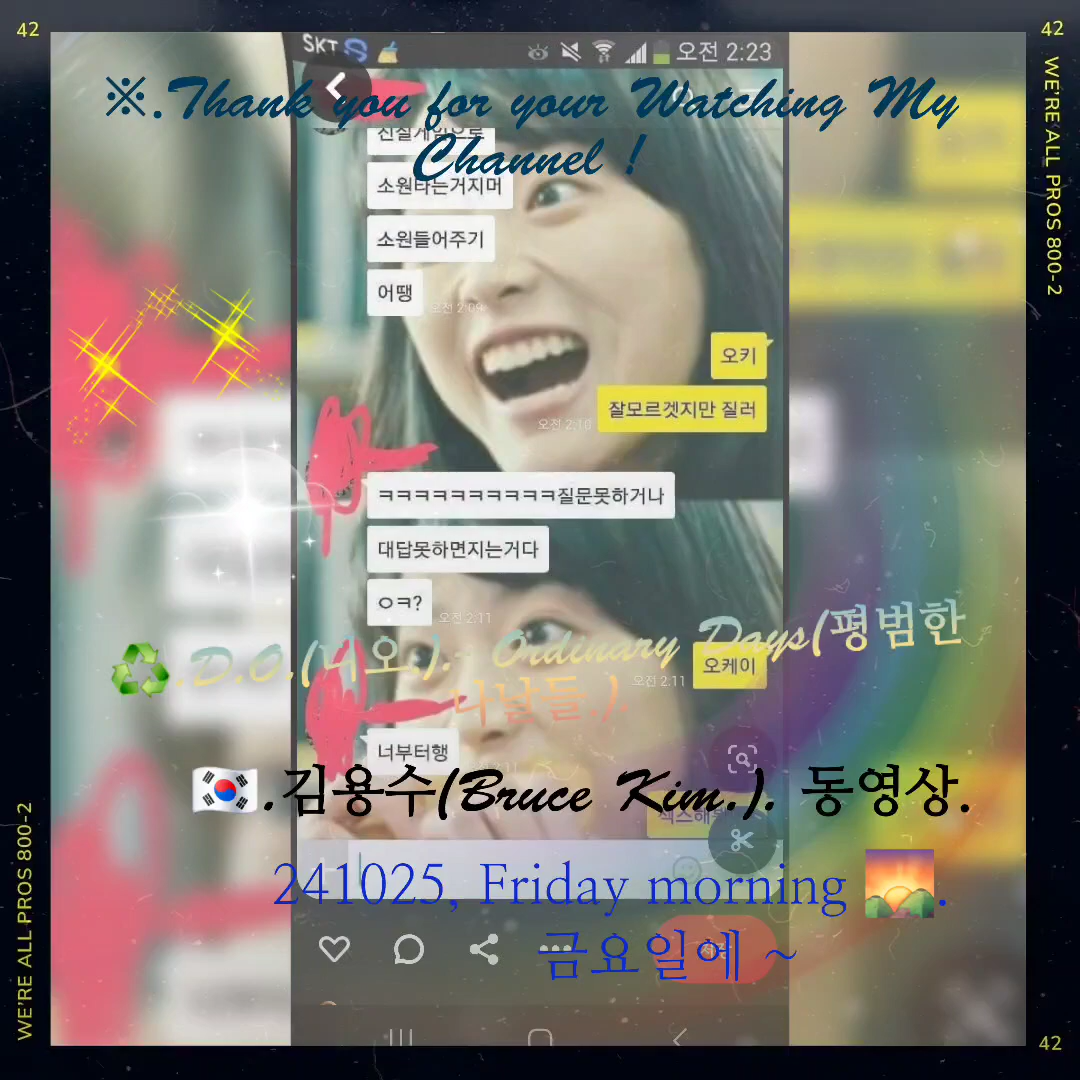 42
42
WE'RE ALL PROS 800-2
SKT
오전 2:23
※.Thank you for your Watching My
Channel !
진실게임으로
소원타는거지머
소원들어주기
어땡
오전 2:09
오키
잘모르겟지만 질러
오전 2:10
ㅋㅋㅋㅋㅋㅋㅋㅋㅋㅋ질문못하거나
대답못하면지는거다
ㅇㅋ?
오전 2:11
♻️.D.O.(디오.).- Ordinary Days(평범한
나날들.).
오케이
오전 2:11
너부터행
🇰🇷.김용수(Bruce Kim.). 동영상.
241025, Friday morning 🌄.
금요일에 ~
WE'RE ALL PROS 800-2
42